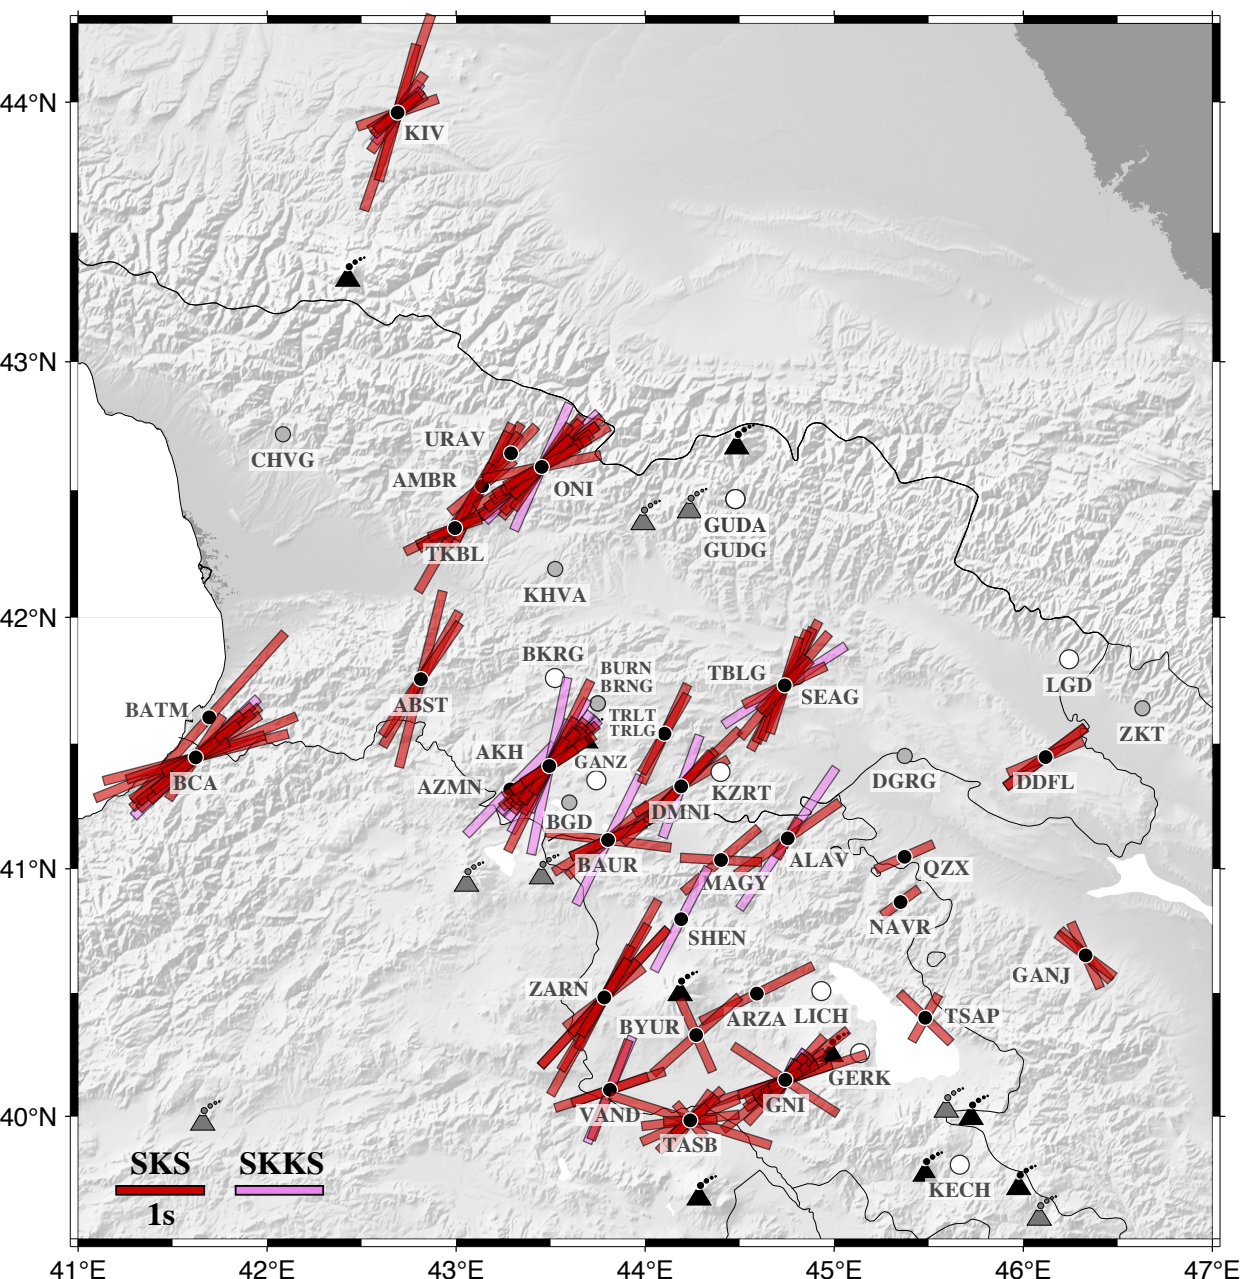 44°N
KIV
43°N
URAV
CHVG
AMBR
ONI
GUDA
TKBL
GUDG
KHVA
42°N
BKRG
BURN
BRNG
TBLG
LGD
SEAG
ABST
BATM
TRLT
TRLG
ZKT
AKH
GANZ
BCA
AZMN
KZRT
DGRG
DDFL
BGD
DMNI
41°N
BAUR
ALAV
QZX
MAGY
NAVR
SHEN
GANJ
ZARN
BYUR
ARZA
LICH
TSAP
GERK
40°N
VAND
GNI
TASB
SKS
SKKS
KECH
1s
41°E
42°E
43°E
44°E
45°E
46°E
47°E